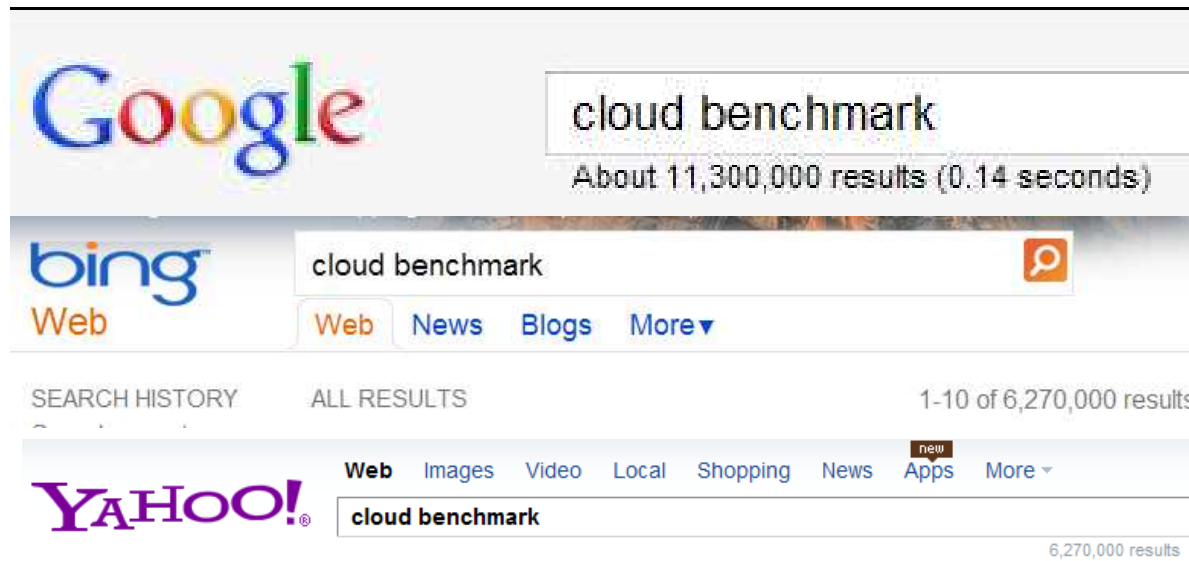 Google
cloud benchmark
About 11,300,000 results (0.14 seconds)
bing™
cloud benchmark
Web
Web News Blogs More▼
SEARCH HISTORY ALL RESULTS 1-10 of 6,270,000 results
new
Web Images Video Local Shopping News Apps More
YAHOO!®
cloud benchmark
6,270,000 results